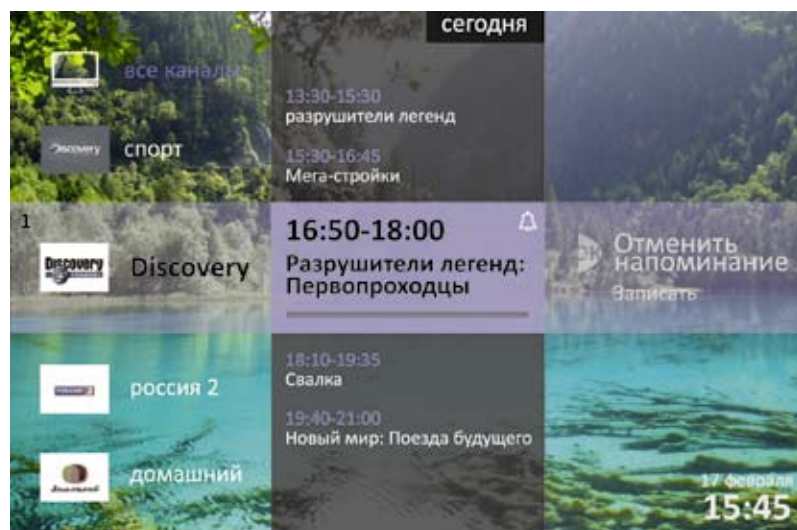 сегодня
все каналы
Discovery
спорт
13:30-15:30
разрушители легенд
15:30-16:45
Мега-стройки
1
Discovery
Discovery
16:50-18:00
Разрушители легенд:
Первопроходцы
Отменить
напоминание
Записать
россия 2
домашний
18:10-19:35
Свалка
19:40-21:00
Новый мир: Поезда будущего
17 февраля
15:45